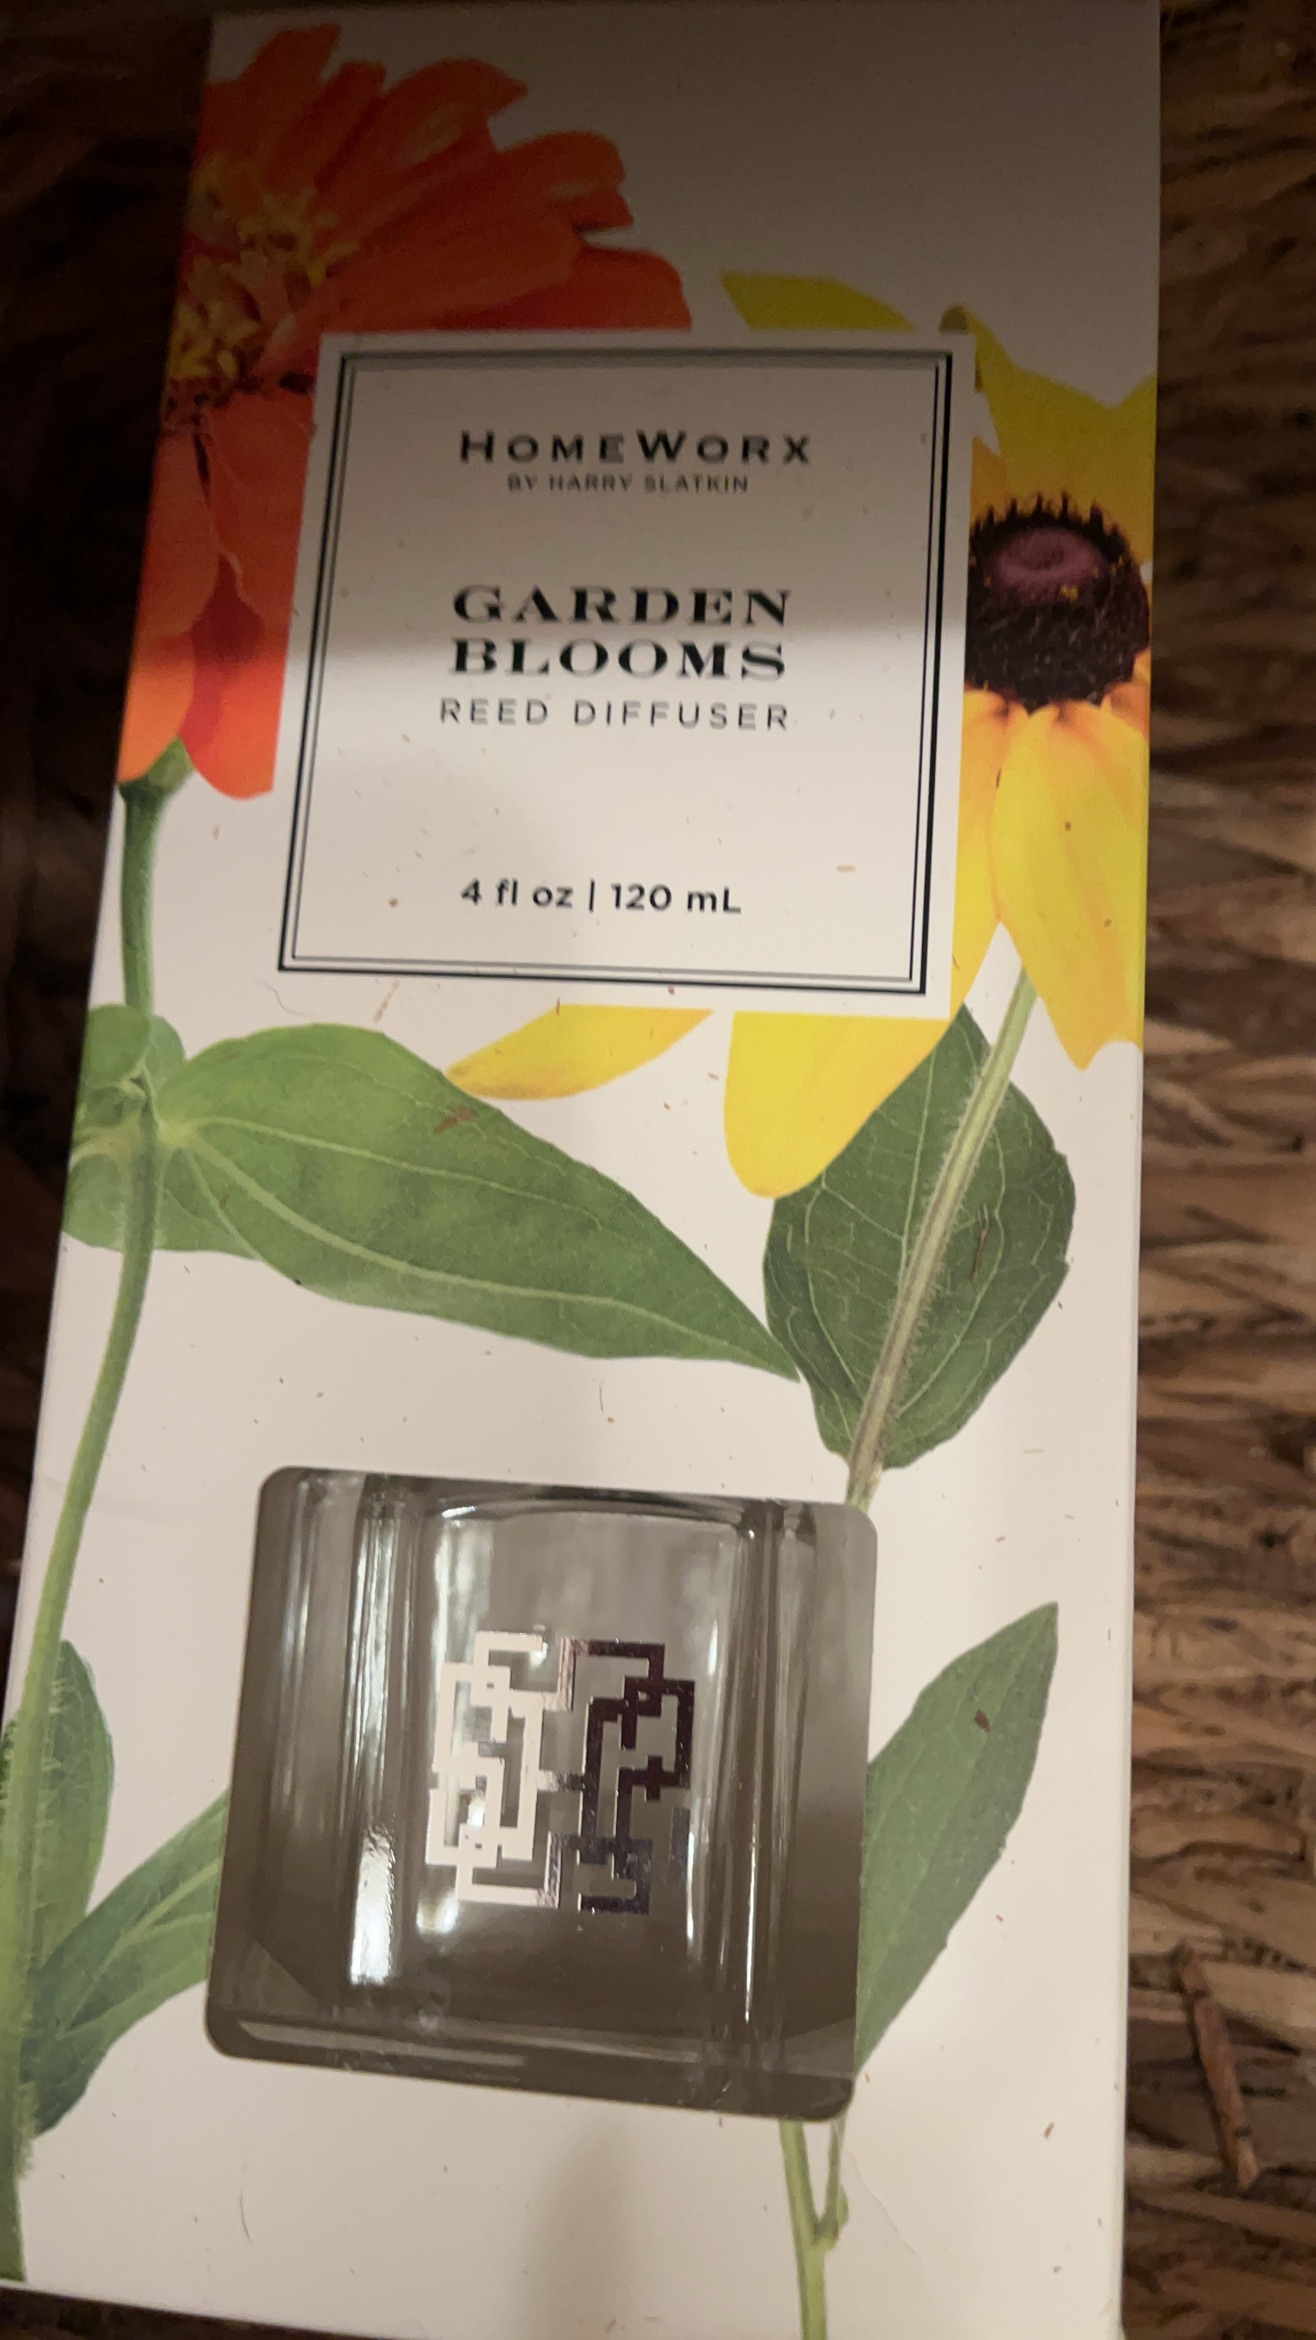 HOMEWORX
BY HARRY SLATKIN
GARDEN
BLOOMS
REED DIFFUSER
4 fl oz | 120 mL